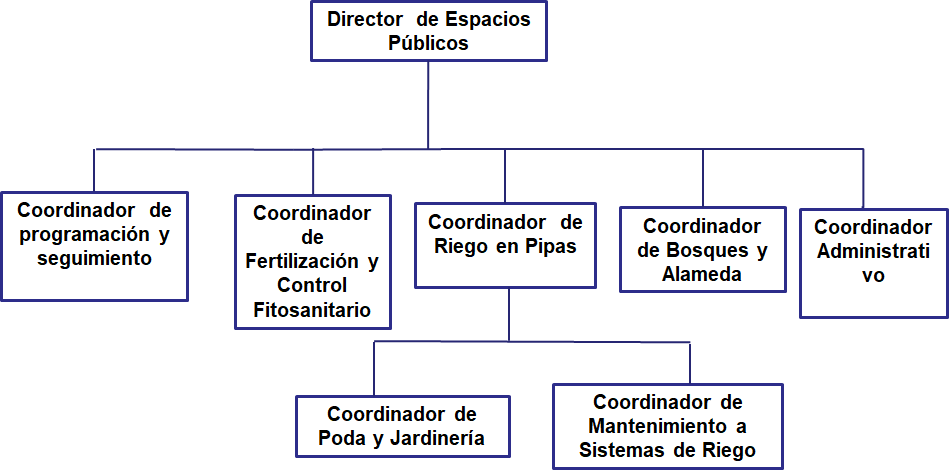 Director de Espacios
Públicos
Coordinador de
programación y
seguimiento
Coordinador
de
Fertilización y
Control
Fitosanitario
Coordinador de
Riego en Pipas
Coordinador
de Bosques y
Alameda
Coordinador
Administrati
vo
Coordinador de
Poda y Jardinería
Coordinador de
Mantenimiento a
Sistemas de Riego